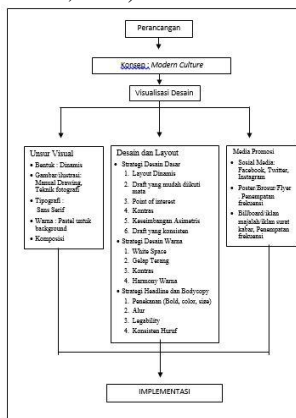 Perancangan
Konsep : Modern Culture
Visualisasi Desain
Unsur Visual
• Bentuk : Dinamis
• Gambar/ilustrasi:
Manual Drawing,
Teknik fotografi
• Tipografi :
Sans Serif
• Warna : Pastel untuk
background
• Komposisi
Desain dan Layout
• Strategi Desain Dasar
1. Layout Dinamis
2. Draft yang mudah diikuti
mata
3. Point of interest
4. Kontras
5. Keseimbangan Asimetris
6. Draft yang konsisten
• Strategi Desain Warna
1. White Space
2. Gelap Terang
3. Kontras
4. Harmony Warna
• Strategi Headline dan Bodycopy
1. Penekanan (Bold, color, size)
2. Alur
3. Legability
4. Konsisten Huruf
Media Promosi
• Sosial Media:
Facebook, Twitter,
Instagram
• Poster/Brosur/Flyer
. Penempatan
frekuensi
• Billboard/iklan
majalah/iklan surat
kabar, Penempatan
frekuensi
IMPLEMENTASI